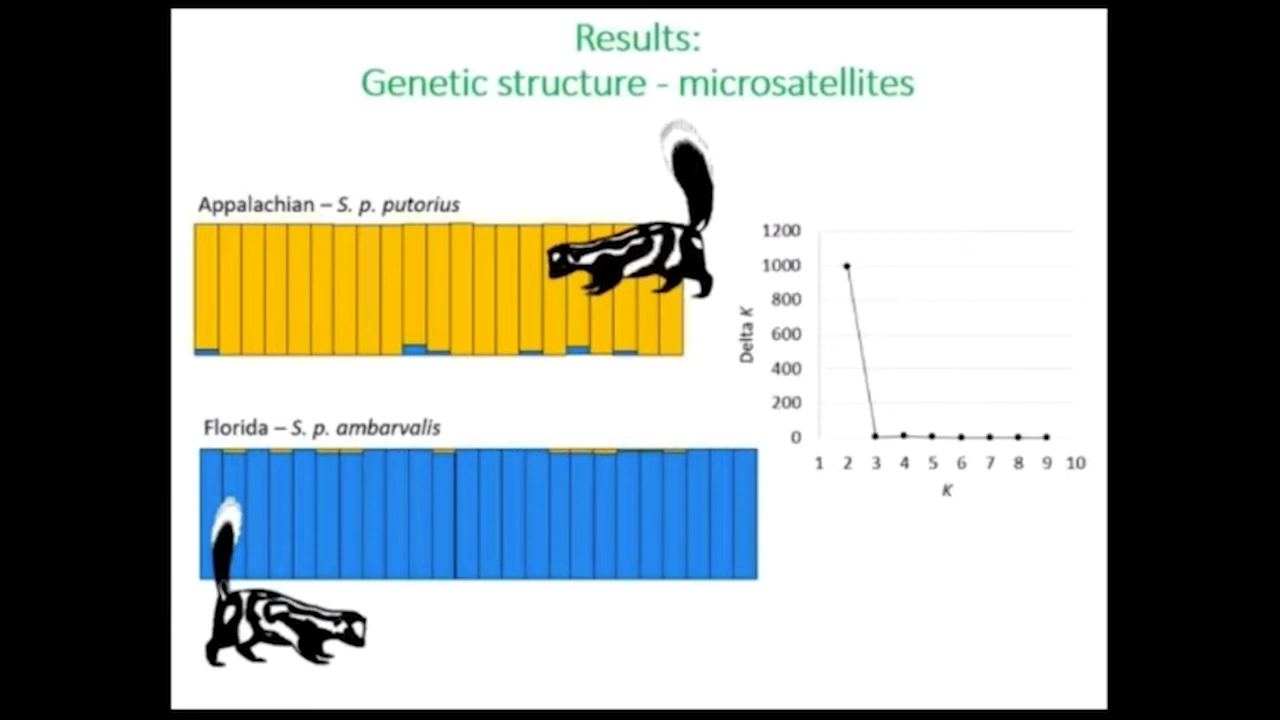 Results:
Genetic structure - microsatellites
Appalachian – S. p. putorius
Florida – S. p. ambarvalis
1200
1000
800
600
400
200
0
Delta K
1 2 3 4 5 6 7 8 9 10
K